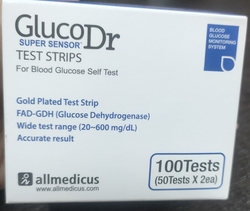 GlucoDr
SUPER SENSOR
TEST STRIPS
For Blood Glucose Self Test
BLOOD
GLUCOSE
MONITORING
SYSTEM
Gold Plated Test Strip
FAD-GDH (Glucose Dehydrogenase)
Wide test range (20~600 mg/dL)
Accurate result
allmedicus
www.allmedicus.com
100Tests
(50Tests X 2ea)